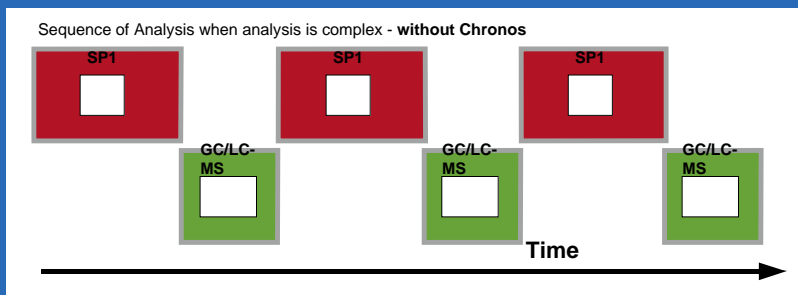 Sequence of Analysis when analysis is complex - without Chronos
SP1
SP1
SP1
GC/LC-
MS
GC/LC-
MS
GC/LC-
MS
Time